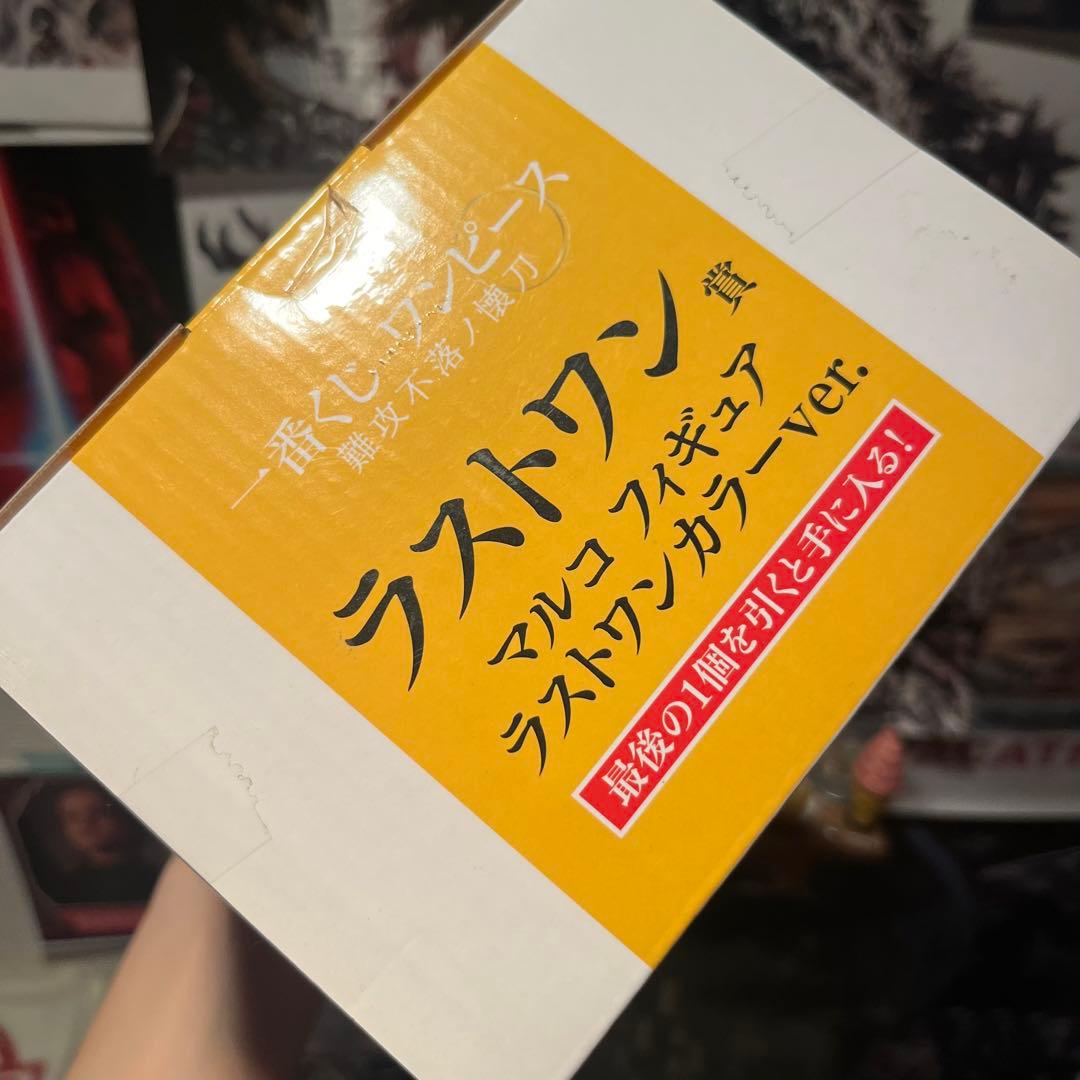 一番くじ ワンピース
難攻不落ノ懐刀
ラストワン賞
マルコ フィギュア
ラストワンカラーver.
最後の1個を引くと手に入る!